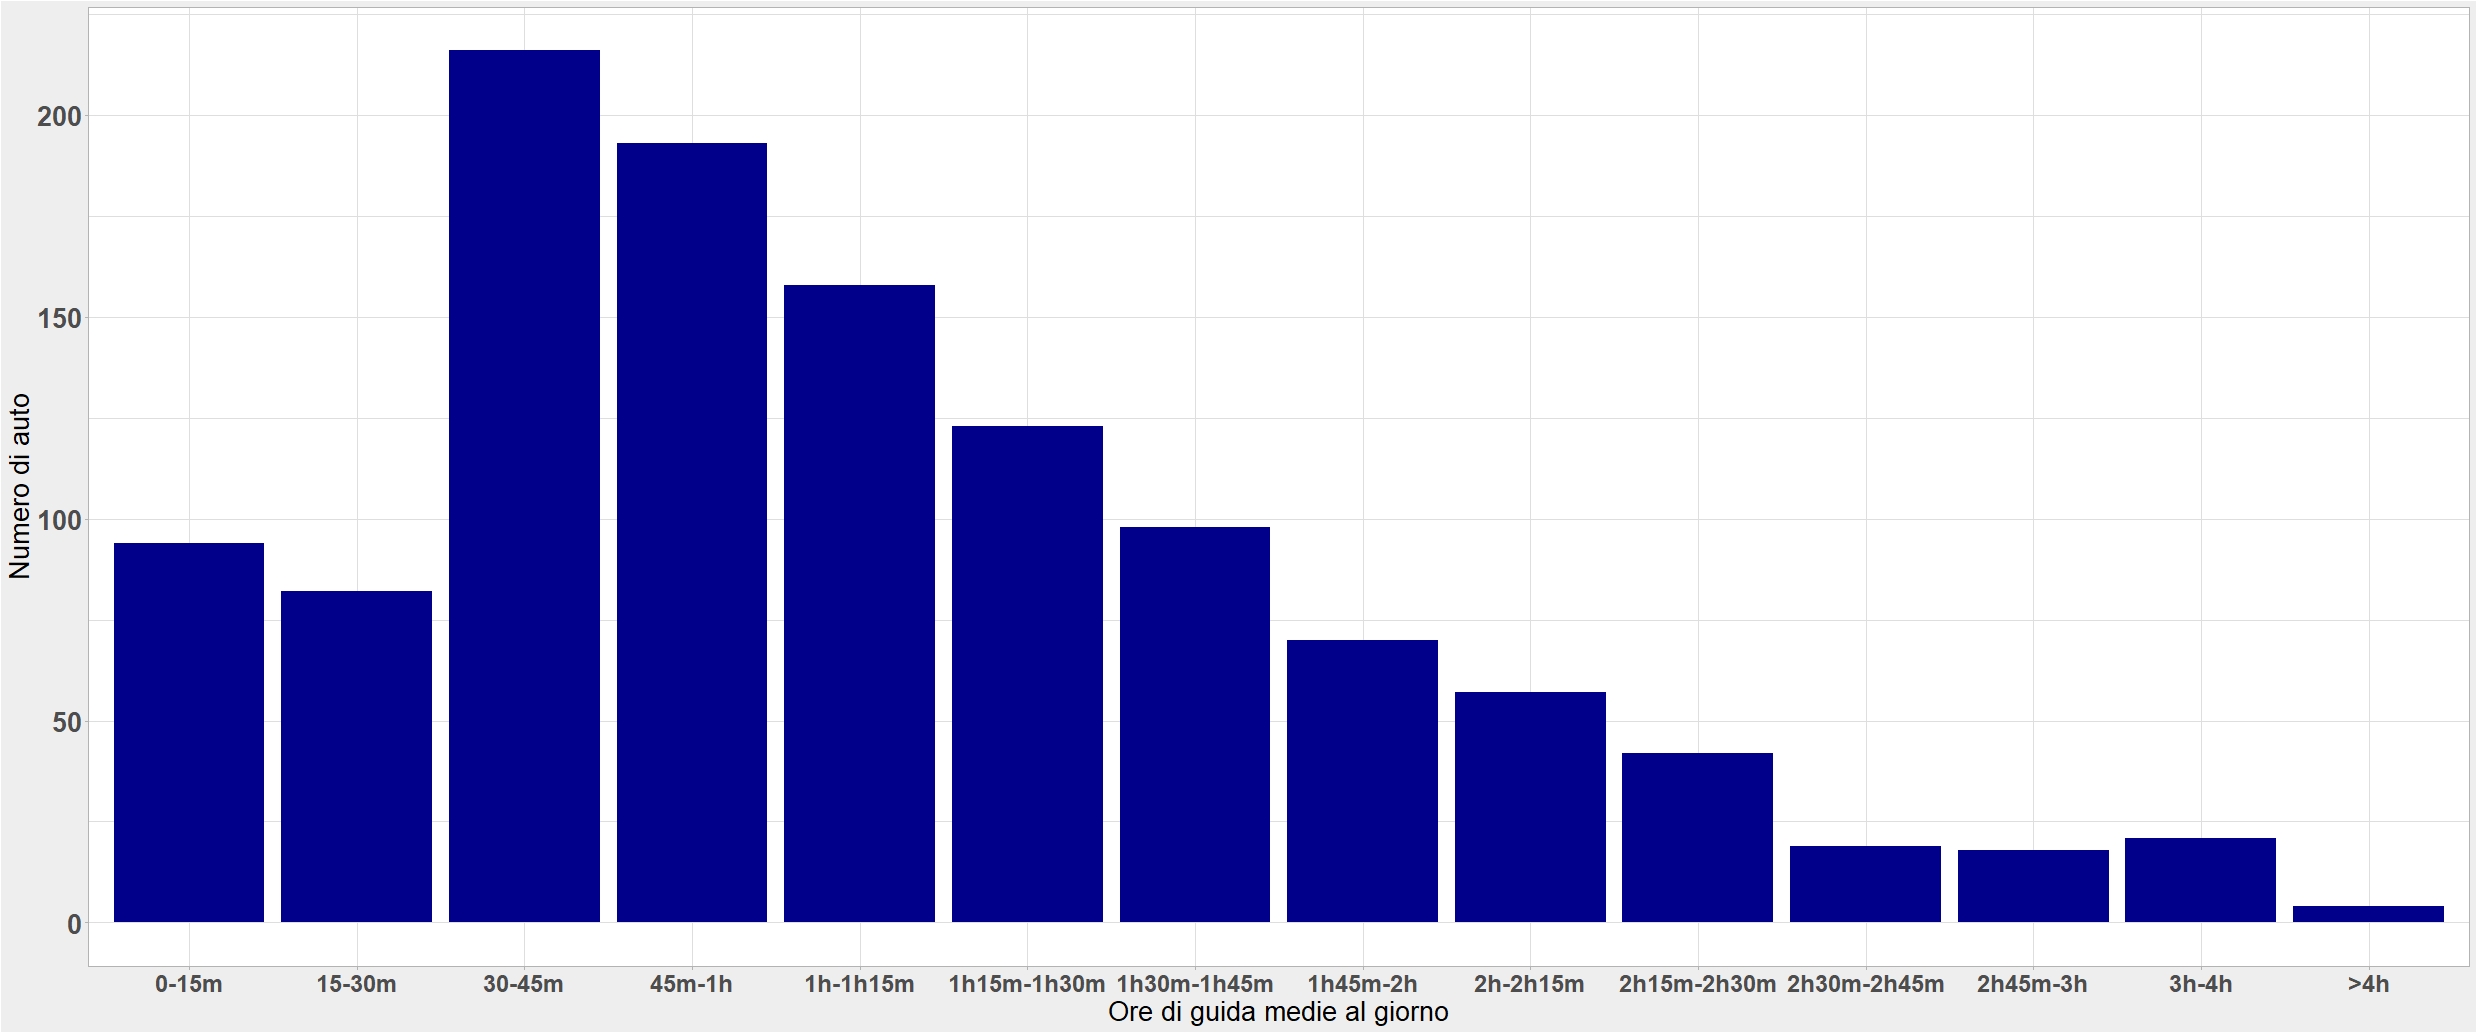 Numero di auto
200
150
100
50
0
0-15m 15-30m 30-45m 45m-1h 1h-1h15m 1h15m-1h30m 1h30m-1h45m 1h45m-2h 2h-2h15m 2h15m-2h30m 2h30m-2h45m 2h45m-3h 3h-4h >4h
Ore di guida medie al giorno